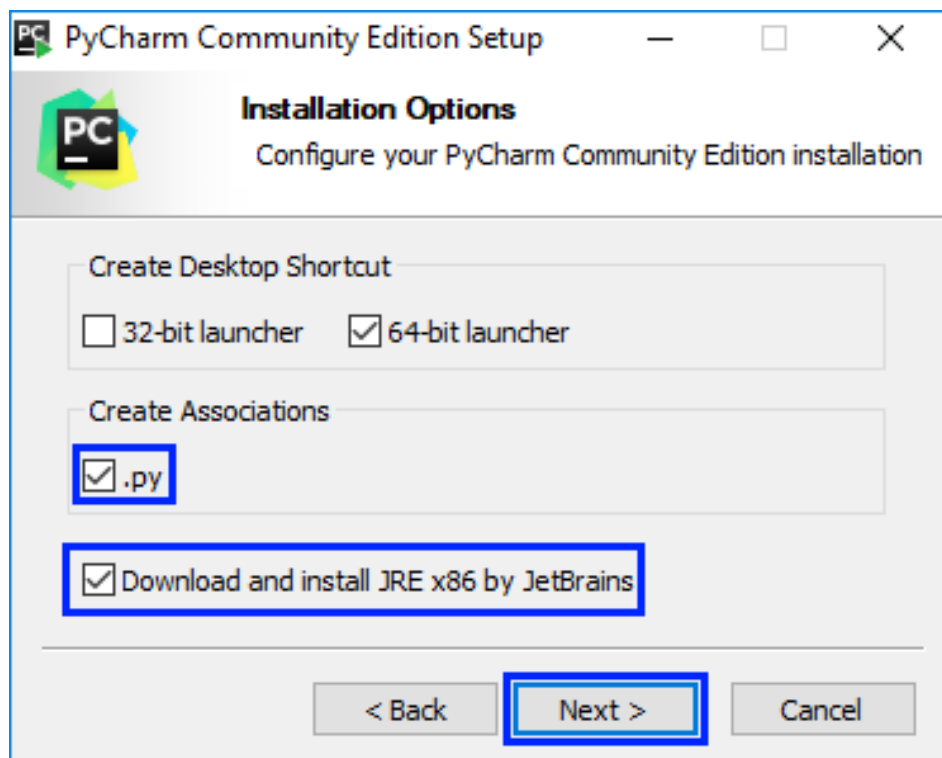 PC PyCharm Community Edition Setup
PC
Installation Options
Configure your PyCharm Community Edition installation
Create Desktop Shortcut
32-bit launcher 64-bit launcher
Create Associations
.py
Download and install JRE x86 by JetBrains
< Back Next > Cancel